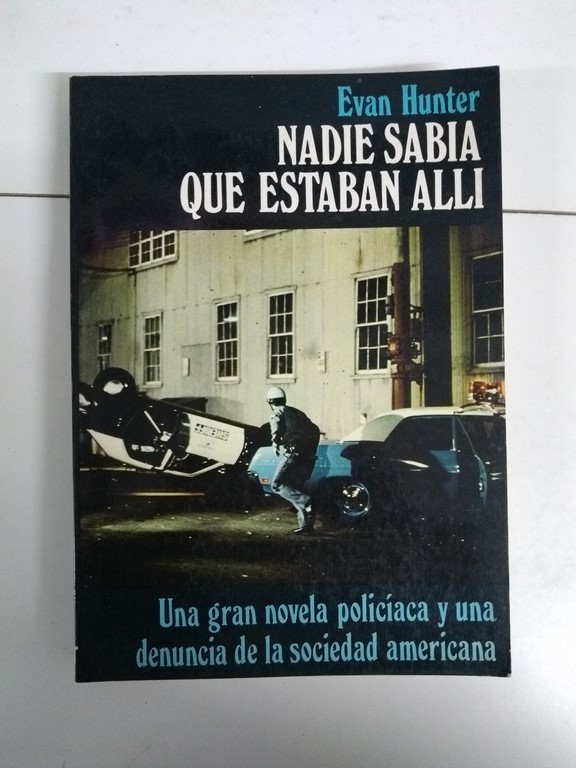 Evan Hunter
NADIE SABIA
QUE ESTABAN ALLI
Una gran novela policíaca y una
denuncia de la sociedad americana